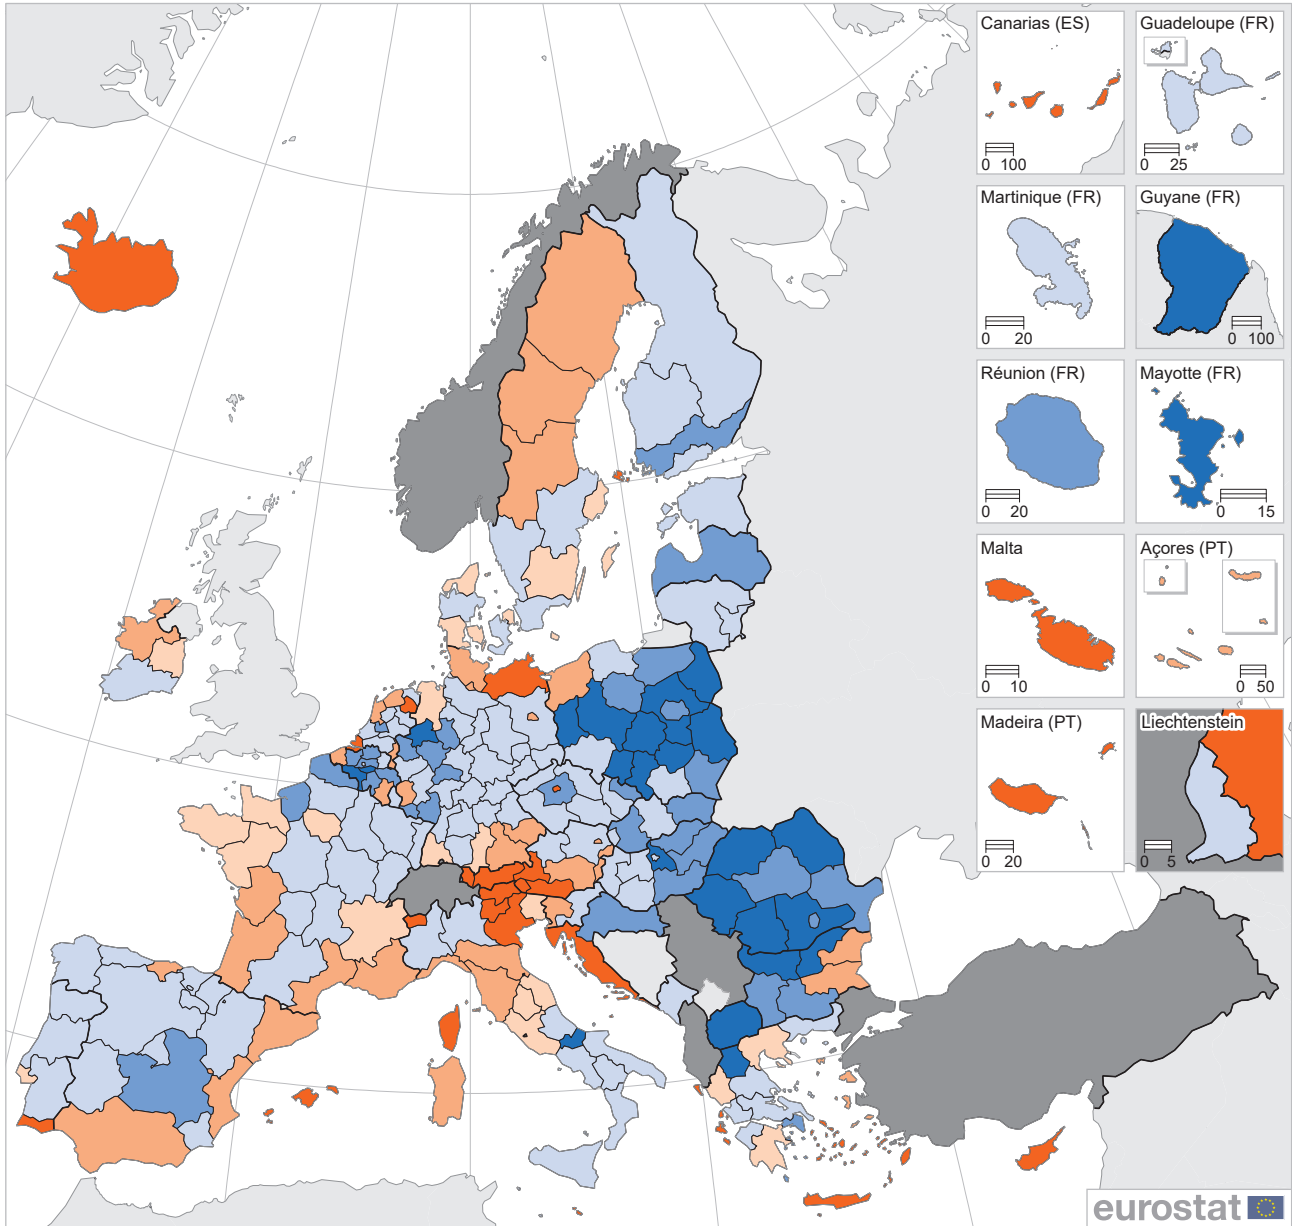 Canarias (ES)
0 100
Guadeloupe (FR)
0 25
Martinique (FR)
0 20
Guyane (FR)
0 100
Réunion (FR)
0 20
Mayotte (FR)
0 15
Malta
0 10
Açores (PT)
0 50
Madeira (PT)
0 20
Liechtenstein
0 5
eurostat